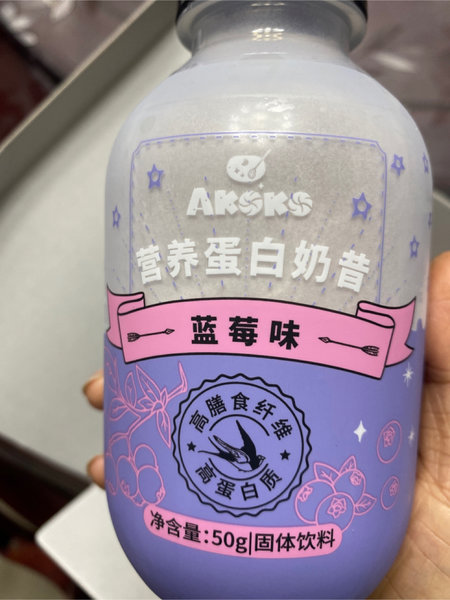 AKOKO
营养蛋白奶昔
蓝莓味
高膳食纤维
高蛋白质
净含量:50g|固体饮料